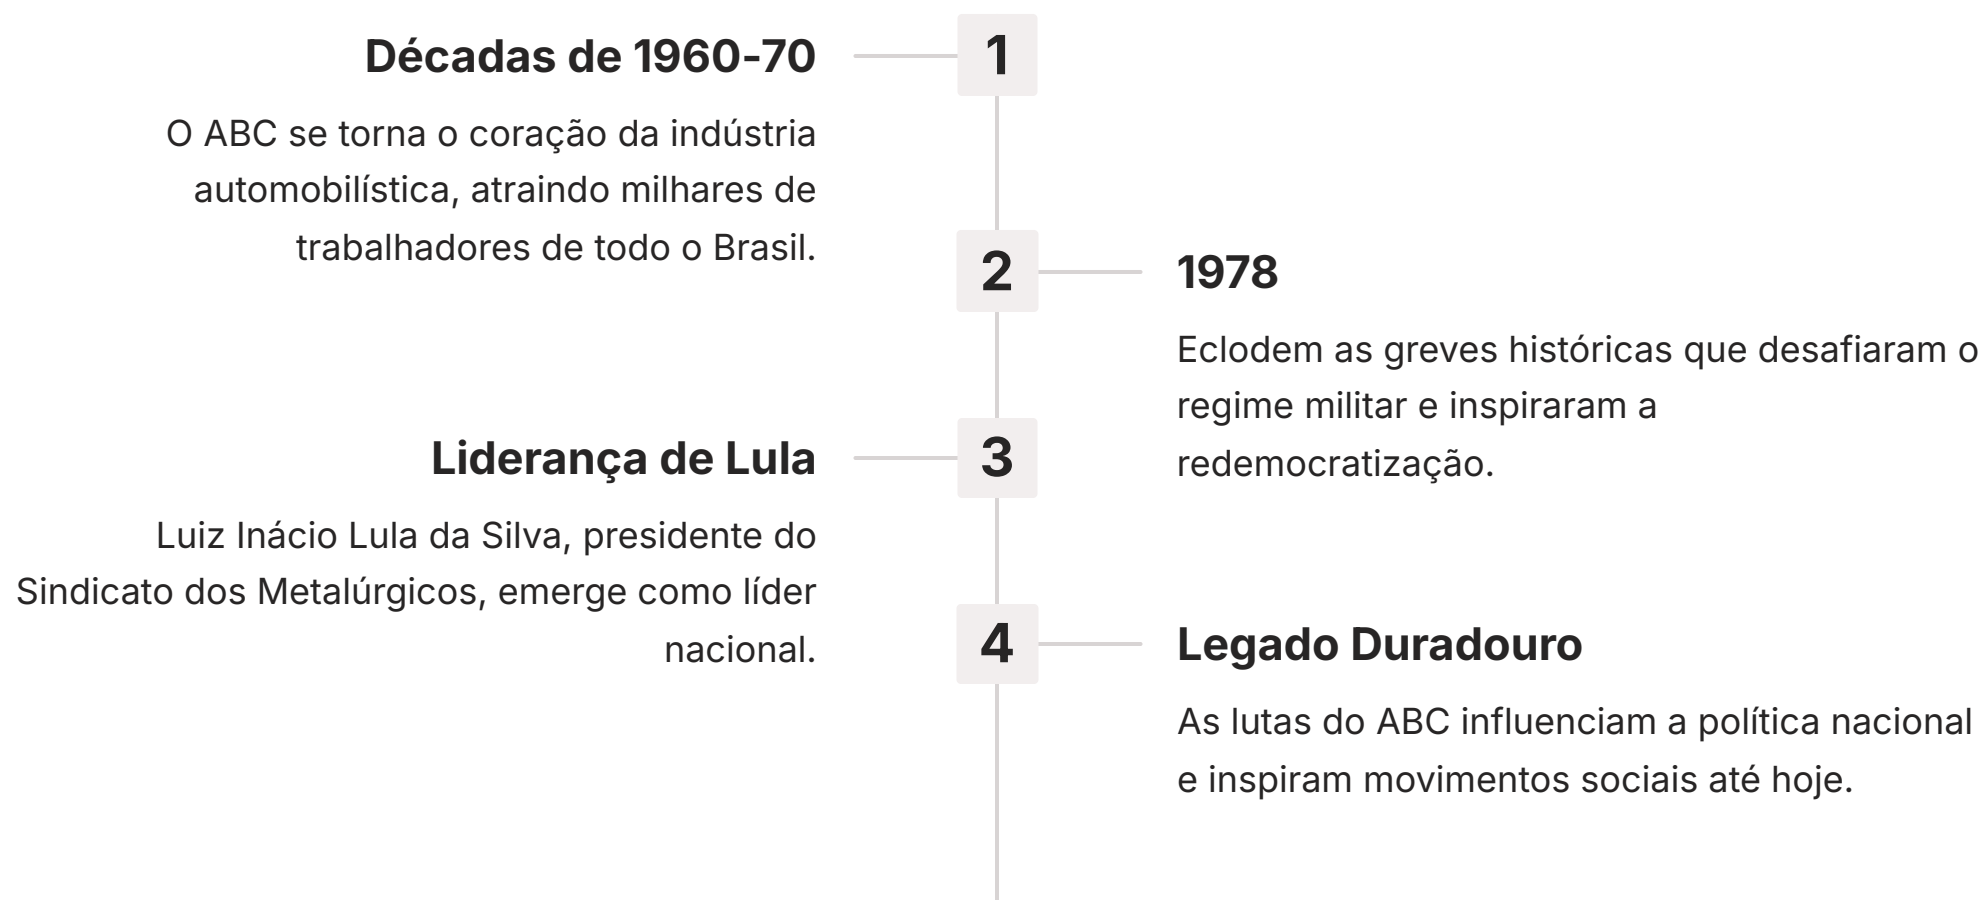 1
Décadas de 1960-70
O ABC se torna o coração da indústria
automobilística, atraindo milhares de
trabalhadores de todo o Brasil.
2
1978
Eclodem as greves históricas que desafiaram o
regime militar e inspiraram a
redemocratização.
3
Liderança de Lula
Luiz Inácio Lula da Silva, presidente do
Sindicato dos Metalúrgicos, emerge como líder
nacional.
4
Legado Duradouro
As lutas do ABC influenciam a política nacional
e inspiram movimentos sociais até hoje.